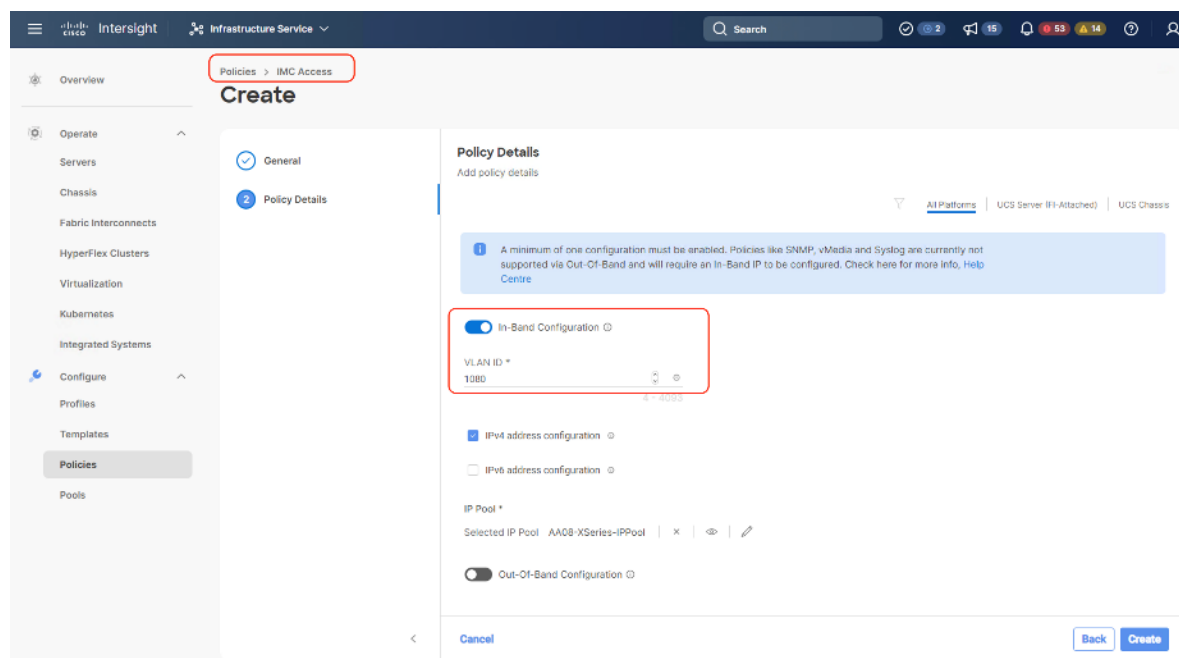 cisco Intersight
Infrastructure Service
Search
2
15
53
14
Overview
Operate
Servers
Chassis
Fabric Interconnects
HyperFlex Clusters
Virtualization
Kubernetes
Integrated Systems
Configure
Profiles
Templates
Policies
Pools
Policies > IMC Access
Create
General
2 Policy Details
Policy Details
Add policy details
All Platforms
UCS Server (FI-Attached)
UCS Chassis
A minimum of one configuration must be enabled. Policies like SNMP, vMedia and Syslog are currently not
supported via Out-Of-Band and will require an In-Band IP to be configured. Check here for more info, Help
Centre
In-Band Configuration
VLAN ID *
1080
4 - 4093
IPv4 address configuration
IPv6 address configuration
IP Pool *
Selected IP Pool AA08-XSeries-IPPool
Out-Of-Band Configuration
Cancel
Back
Create